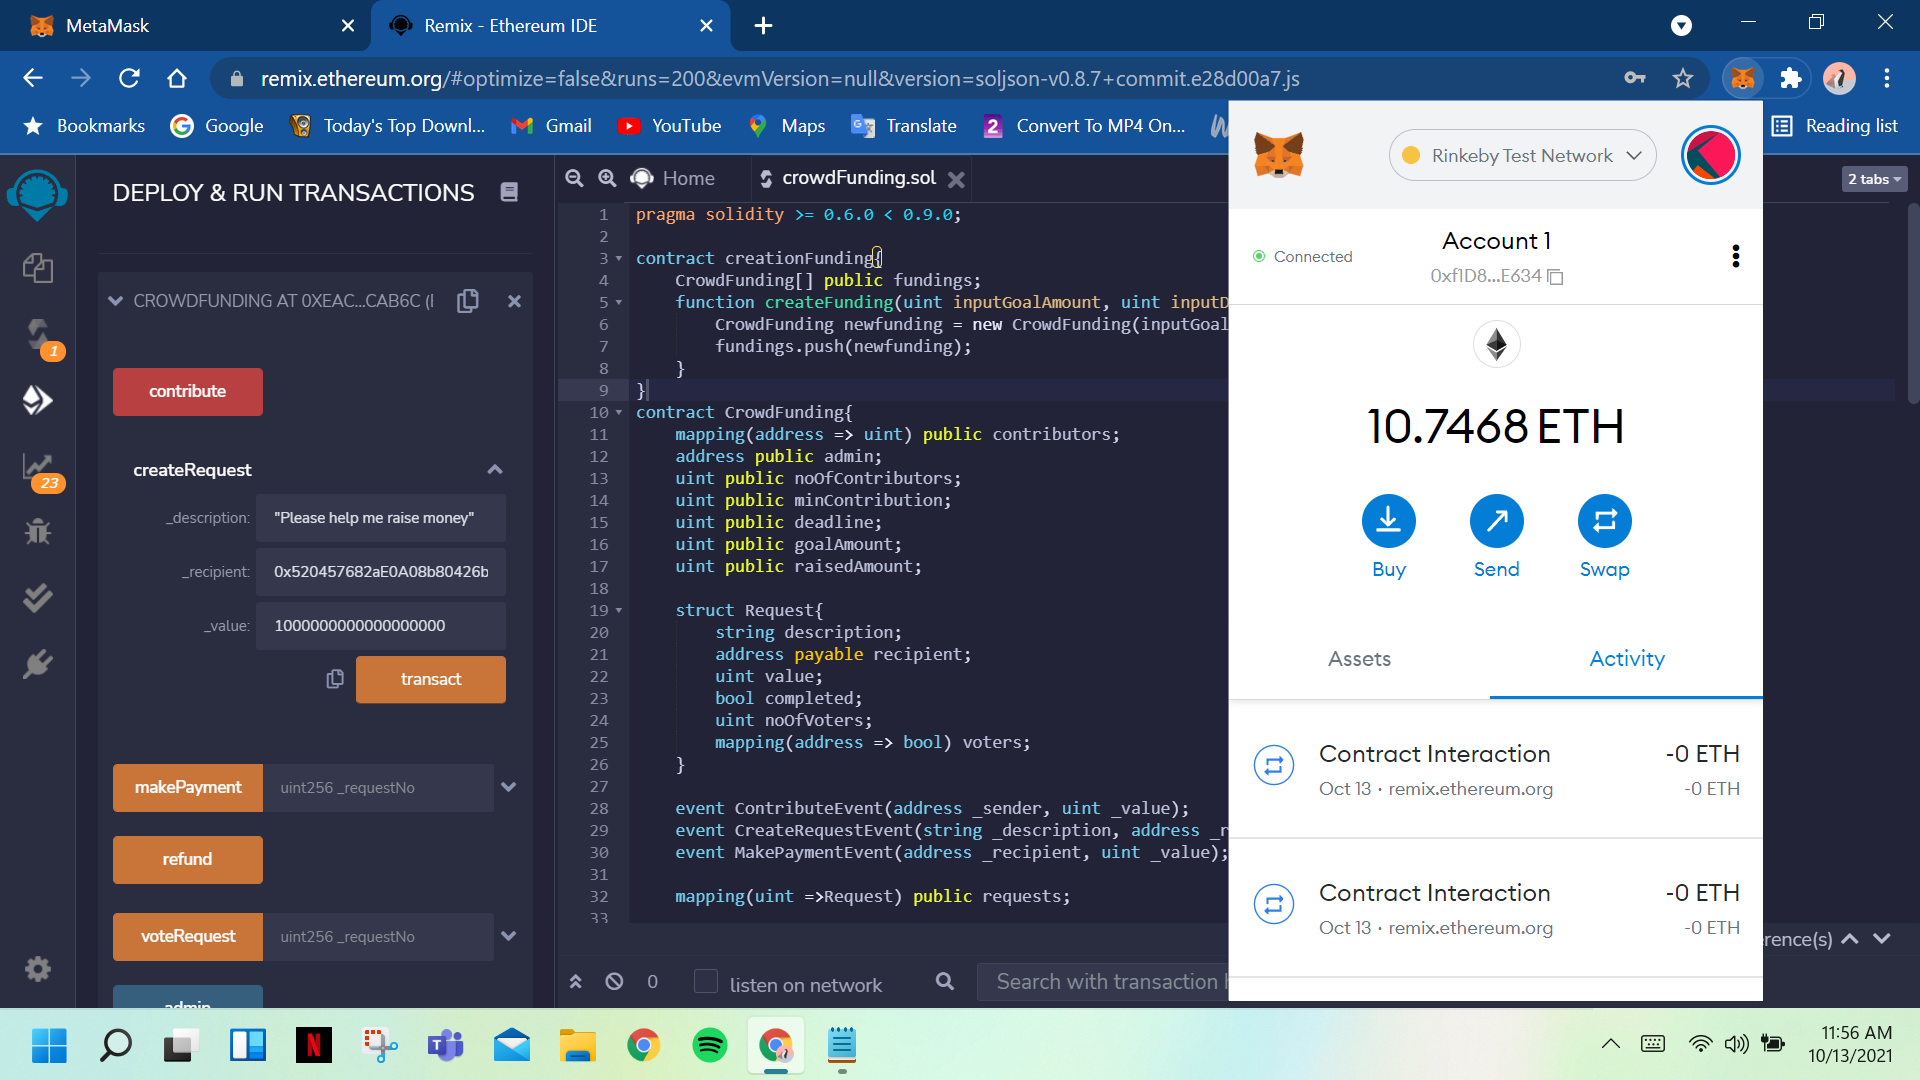 MetaMask
Remix - Ethereum IDE
remix.ethereum.org/#optimize=false&runs=200&evmVersion=null&version=soljson-v0.8.7+commit.e28d00a7.js
Bookmarks
Google
Today's Top Downl...
Gmail
YouTube
Maps
Translate
2
Convert To MP4 On...
Reading list
DEPLOY & RUN TRANSACTIONS
CROWDFUNDING AT 0XEAC...CAB6C (
1
23
contribute
createRequest
_description:
"Please help me raise money"
_recipient:
0x520457682aE0A08b80426b
_value:
1000000000000000000
transact
makePayment
uint256 _requestNo
refund
voteRequest
uint256 _requestNo
admin
Home
crowdFunding.sol
2 tabs
1 pragma solidity >= 0.6.0 < 0.9.0;
2
3 contract creationFunding{
4 CrowdFunding[] public fundings;
5 function createFunding(uint inputGoalAmount, uint inputD
6 CrowdFunding newfunding = new CrowdFunding(inputGoal
7 fundings.push(newfunding);
8 }
9 }
10 contract CrowdFunding{
11 mapping(address => uint) public contributors;
12 address public admin;
13 uint public noOfContributors;
14 uint public minContribution;
15 uint public deadline;
16 uint public goalAmount;
17 uint public raisedAmount;
18
19 struct Request{
20 string description;
21 address payable recipient;
22 uint value;
23 bool completed;
24 uint noOfVoters;
25 mapping(address => bool) voters;
26 }
27
28 event ContributeEvent(address _sender, uint _value);
29 event CreateRequestEvent(string _description, address _r
30 event MakePaymentEvent(address _recipient, uint _value);
31
32 mapping(uint =>Request) public requests;
33
0
listen on network
Search with transaction
rence(s)
Rinkeby Test Network
Connected
Account 1
0xf1D8...E634
10.7468 ETH
Buy
Send
Swap
Assets
Activity
Contract Interaction
-0 ETH
Oct 13 · remix.ethereum.org
-0 ETH
Contract Interaction
-0 ETH
Oct 13 · remix.ethereum.org
-0 ETH
N
T
11:56 AM
10/13/2021